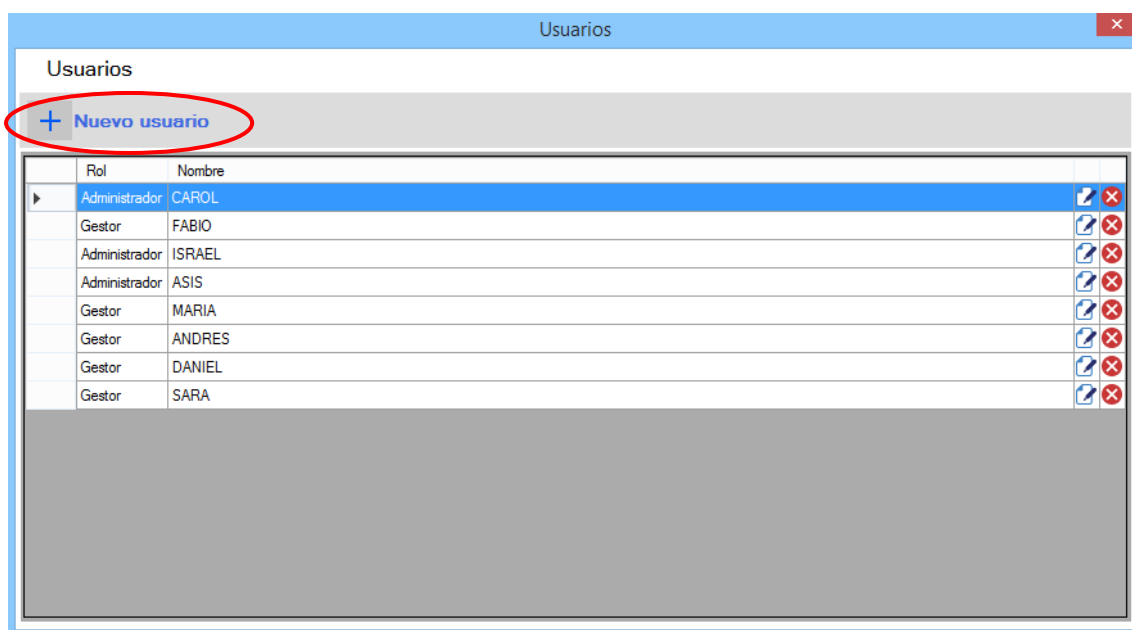 Usuarios
Usuarios
Nuevo usuario
Rol Nombre
Administrador CAROL
Gestor FABIO
Administrador ISRAEL
Administrador ASIS
Gestor MARIA
Gestor ANDRES
Gestor DANIEL
Gestor SARA